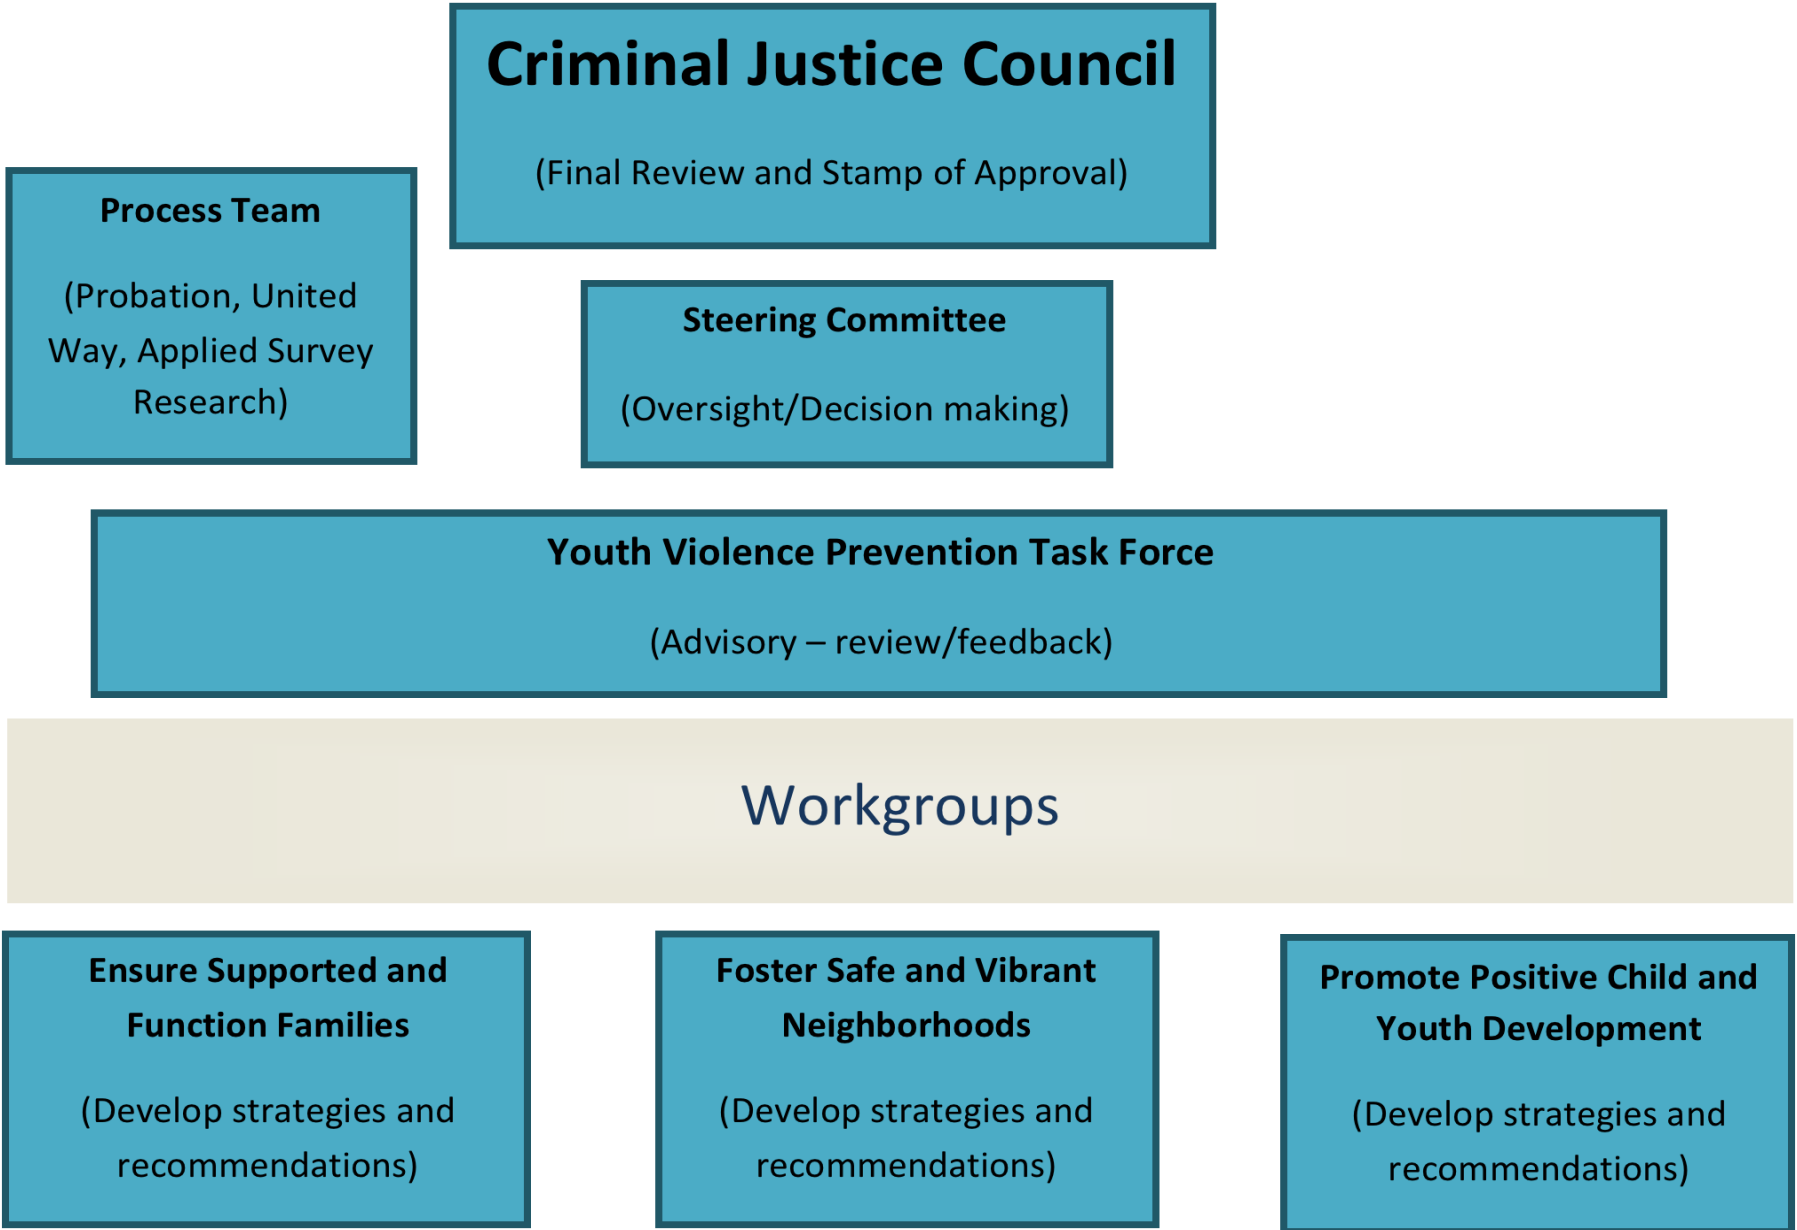 Criminal Justice Council
(Final Review and Stamp of Approval)
Process Team
(Probation, United
Way, Applied Survey
Research)
Steering Committee
(Oversight/Decision making)
Youth Violence Prevention Task Force
(Advisory – review/feedback)
Workgroups
Ensure Supported and
Function Families
(Develop strategies and
recommendations)
Foster Safe and Vibrant
Neighborhoods
(Develop strategies and
recommendations)
Promote Positive Child and
Youth Development
(Develop strategies and
recommendations)